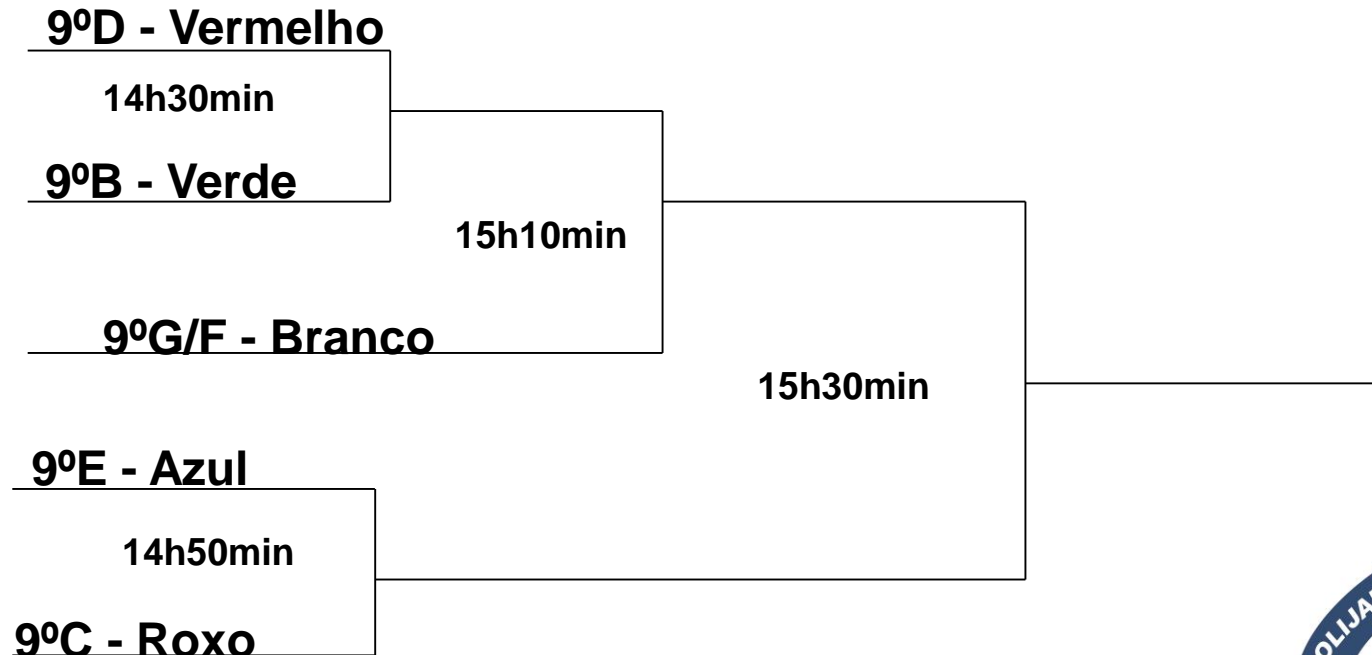 9ºD - Vermelho
14h30min
9ºB - Verde
15h10min
9ºG/F - Branco
15h30min
9ºE - Azul
14h50min
9ºC - Roxo